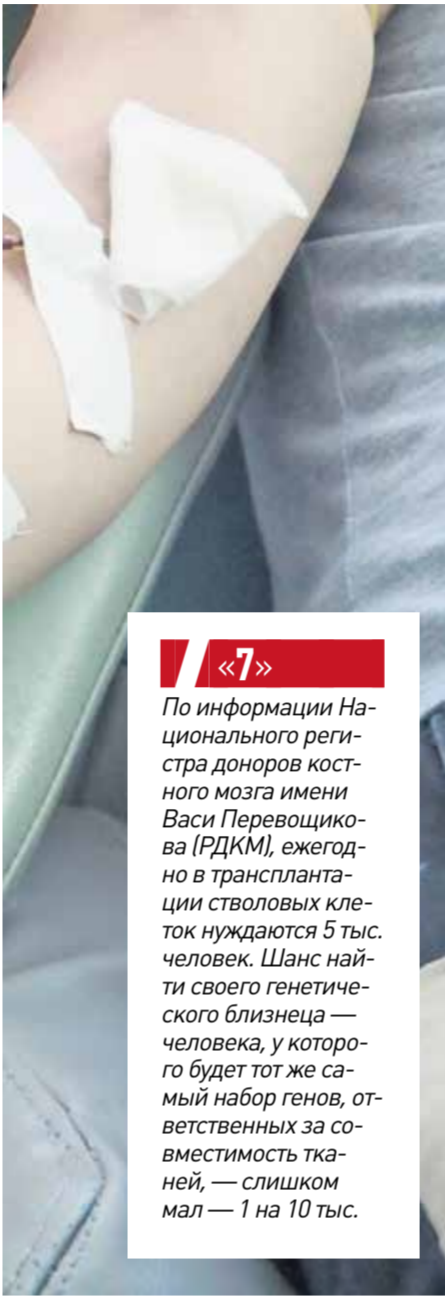 «7»
По информации На-
ционального реги-
стра доноров кост-
ного мозга имени
Васи Перевощико-
ва (РДКМ), ежегод-
но в транспланта-
ции стволовых кле-
ток нуждаются 5 тыс.
человек. Шанс най-
ти своего генетиче-
ского близнеца —
человека, у которо-
го будет тот же са-
мый набор генов, от-
ветственных за со-
вместимость тка-
ней, — слишком
мал — 1 на 10 тыс.